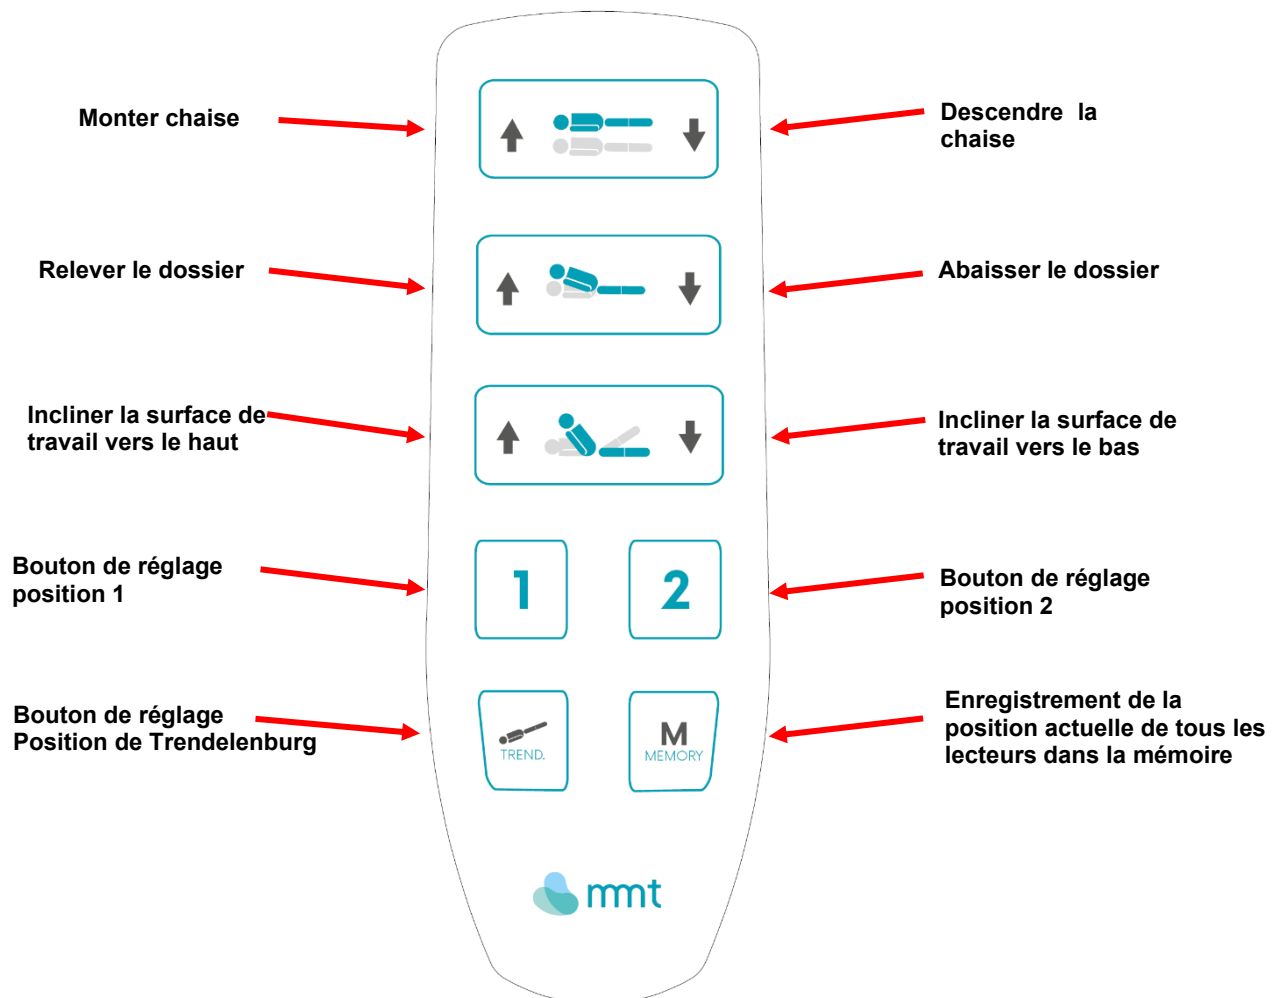 Monter chaise
Descendre la
chaise
Relever le dossier
Abaisser le dossier
Incliner la surface de
travail vers le haut
Incliner la surface de
travail vers le bas
Bouton de réglage
position 1
1
2
Bouton de réglage
position 2
Bouton de réglage
Position de Trendelenburg
TREND.
M
MEMORY
Enregistrement de la
position actuelle de tous les
lecteurs dans la mémoire
mmt